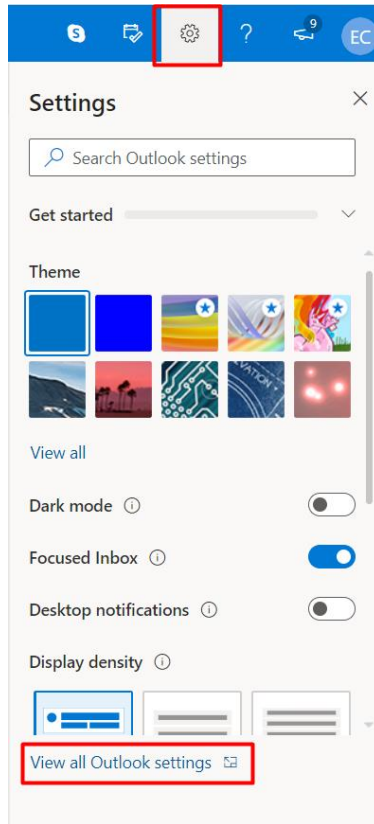 S
?
9
EC
Settings
Search Outlook settings
Get started
Theme
VATION
View all
Dark mode
Focused Inbox
Desktop notifications
Display density
View all Outlook settings